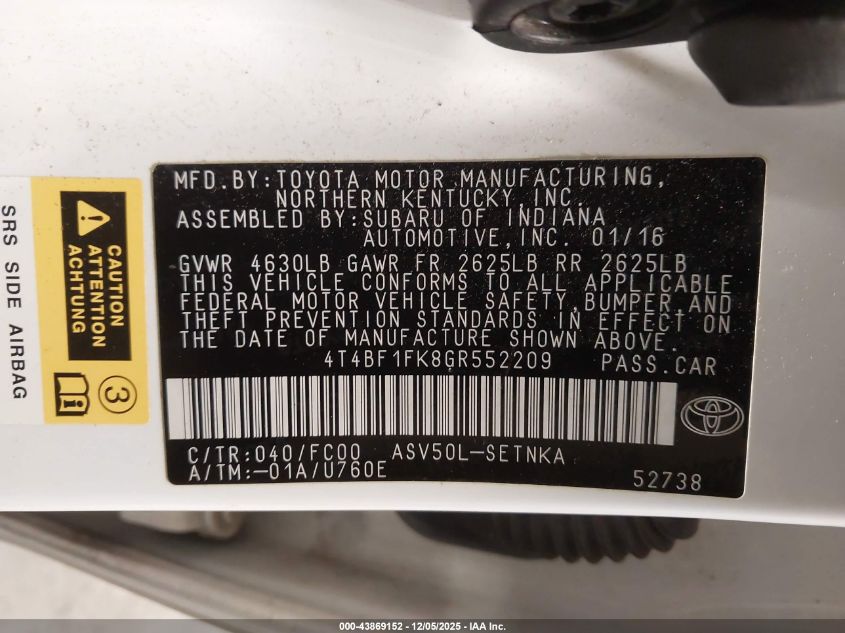 MFD.BY:TOYOTA MOTOR MANUFACTURING,
NORTHERN KENTUCKY, INC.
ASSEMBLED BY:SUBARU OF INDIANA
AUTOMOTIVE,INC. 01/16
GVWR 4630LB GAWR FR 2625LB RR 2625LB
THIS VEHICLE CONFORMS TO ALL APPLICABLE
FEDERAL MOTOR VEHICLE SAFETY,BUMPER,AND
THEFT PREVENTION STANDARDS IN EFFECT ON
THE DATE OF MANUFACTURE SHOWN ABOVE.
4T4BF1FK8GR552209 PASS.CAR
C/TR:040/FC00 ASV50L-SETNKA
A/TM:-01A/U760E
52738
SRS SIDE AIRBAG
CAUTION
ATTENTION
ACHTUNG
3
000-43869152 - 12/05/2025 - IAA Inc.